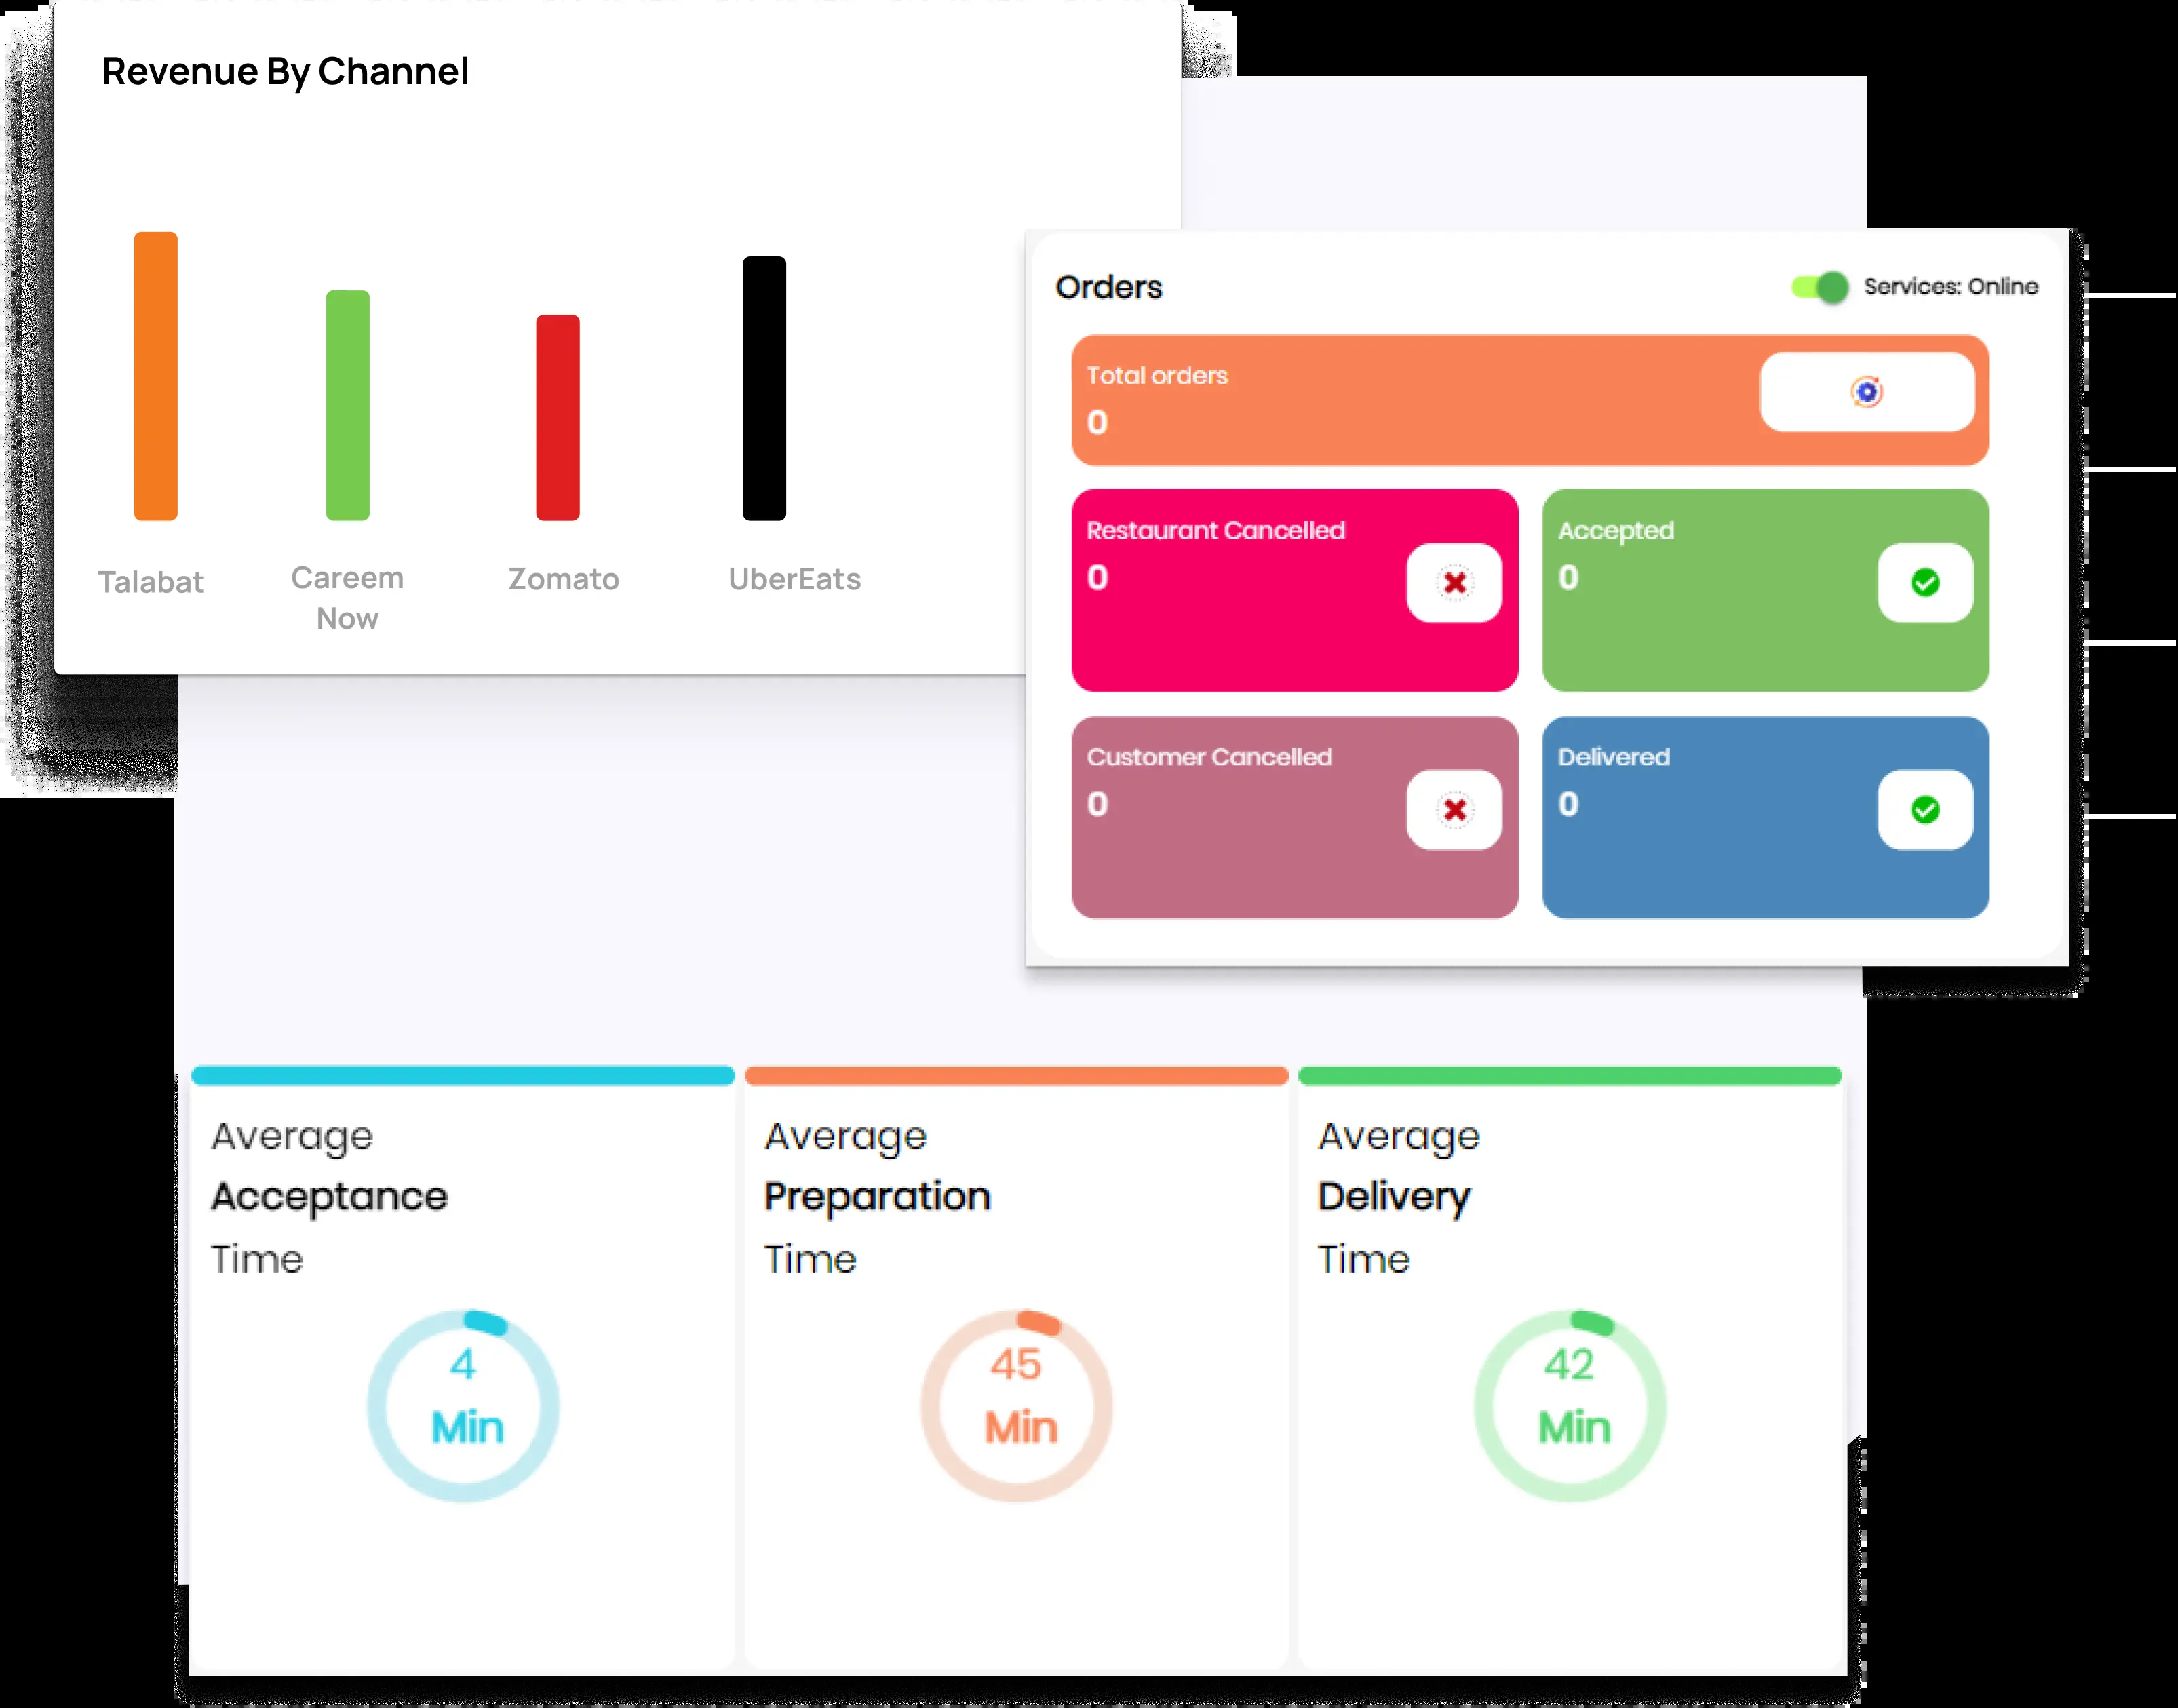 Revenue By Channel
Talabat
Careem
Now
Zomato
UberEats
Orders
Services: Online
Total orders
0
Restaurant Cancelled
0
Accepted
0
Customer Cancelled
0
Delivered
0
Average
Acceptance
Time
4
Min
Average
Preparation
Time
45
Min
Average
Delivery
Time
42
Min